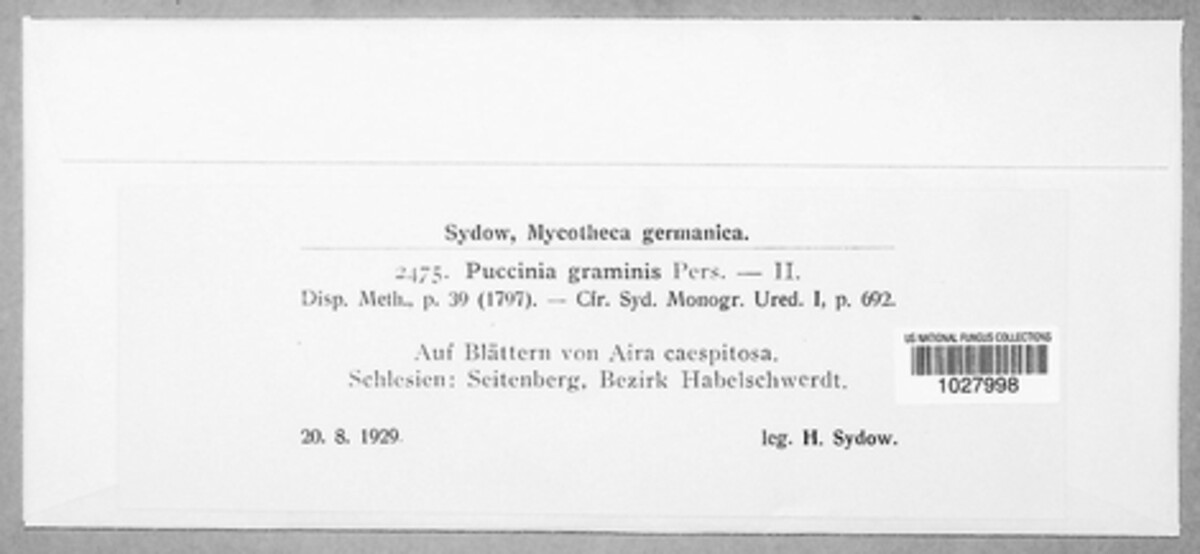 Sydow, Mycotheca germanica.
2475. Puccinia graminis Pers. — II.
Disp. Meth., p. 39 (1797). — Cfr. Syd. Monogr. Ured. I, p. 692.
Auf Blättern von Aira caespitosa.
Schlesien: Seitenberg, Bezirk Habelschwerdt.
US NATIONAL FUNGUS COLLECTIONS
1027998
20. 8. 1929.
leg. H. Sydow.